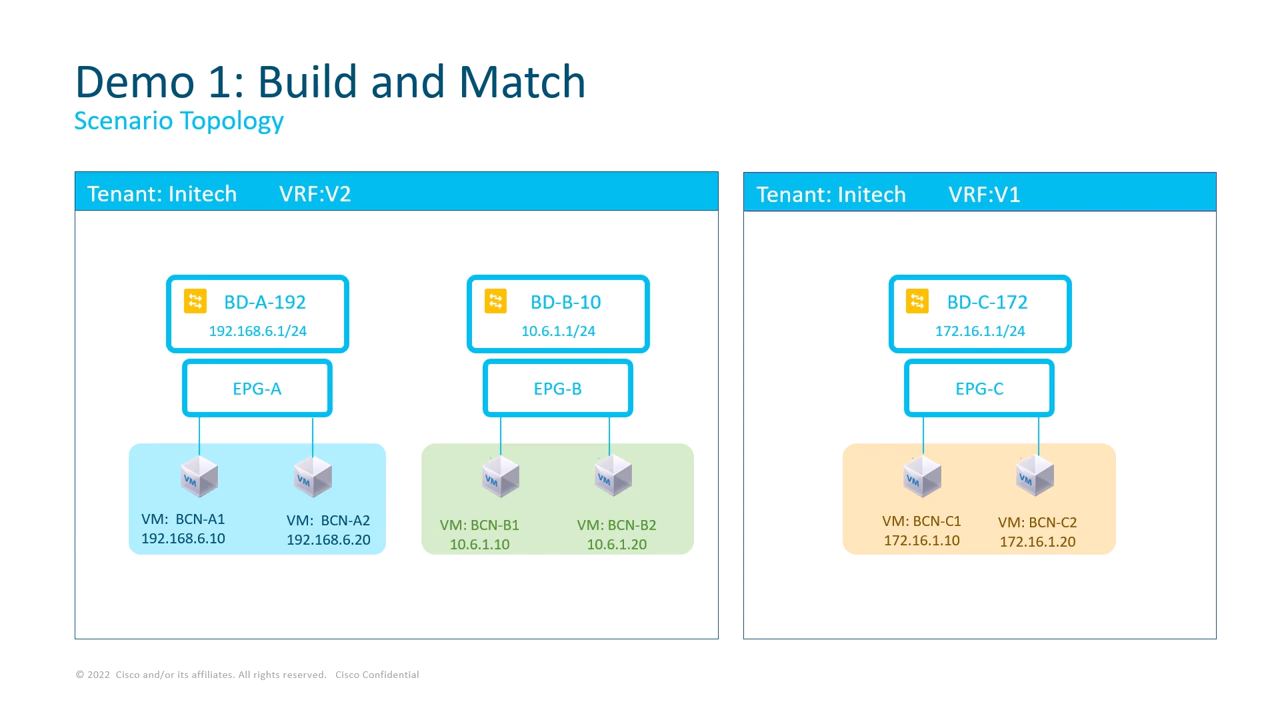 Demo 1: Build and Match
Scenario Topology
Tenant: Initech VRF:V2
BD-A-192
192.168.6.1/24
EPG-A
VM
VM
VM: BCN-A1
192.168.6.10
VM: BCN-A2
192.168.6.20
BD-B-10
10.6.1.1/24
EPG-B
VM
VM
VM: BCN-B1
10.6.1.10
VM: BCN-B2
10.6.1.20
Tenant: Initech VRF:V1
BD-C-172
172.16.1.1/24
EPG-C
VM
VM
VM: BCN-C1
172.16.1.10
VM: BCN-C2
172.16.1.20
© 2022 Cisco and/or its affiliates. All rights reserved. Cisco Confidential